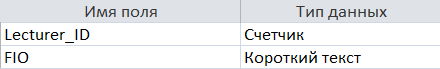 Имя поля Тип данных
Lecturer_ID Счетчик
FIO Короткий текст